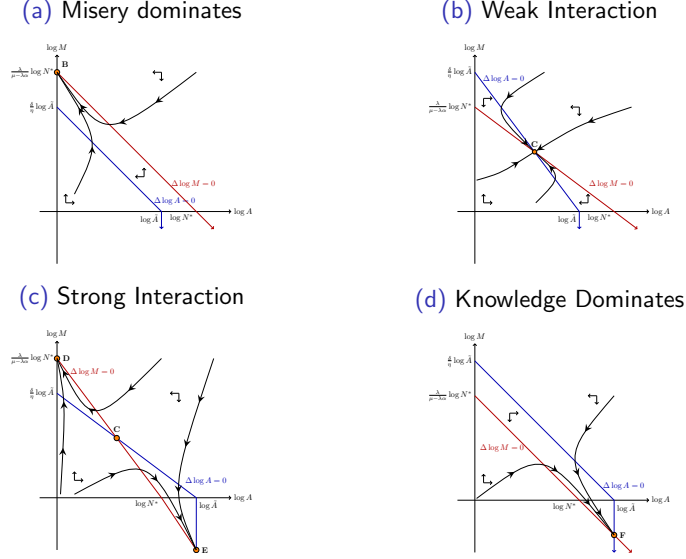 (a) Misery dominates
log M
B
λ/(μ−λα) log N*
log Ã
Δ log M = 0
Δ log A = 0
log Ã
log N*
log A
(b) Weak Interaction
log M
log Ã
Δ log A = 0
λ/(μ−λα) log N*
C
Δ log M = 0
log Ã
log N*
log A
(c) Strong Interaction
log M
λ/(μ−λα) log N*
D
Δ log M = 0
log Ã
C
Δ log A = 0
log N*
log Ã
log A
E
(d) Knowledge Dominates
log M
log Ã
λ/(μ−λα) log N*
Δ log M = 0
Δ log A = 0
log N*
log Ã
log A
F